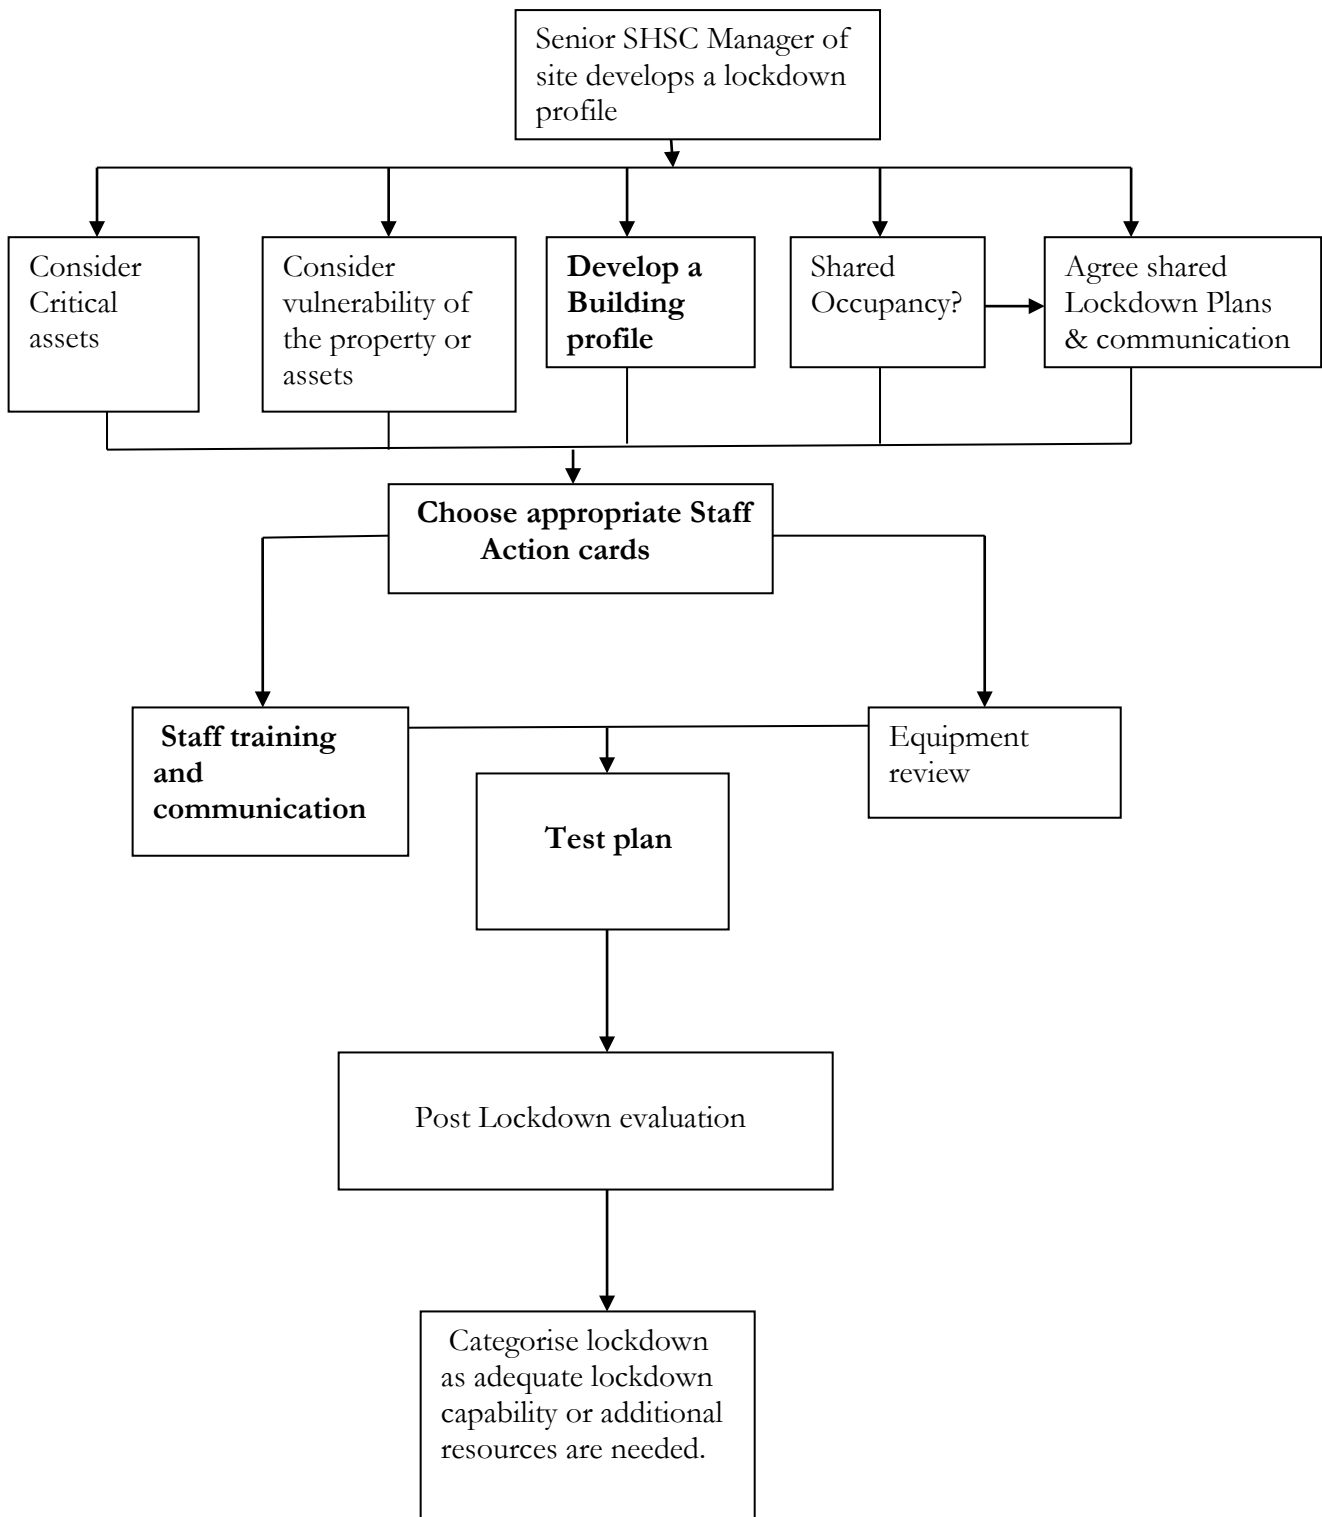 Senior SHSC Manager of
site develops a lockdown
profile
Consider
Critical
assets
Consider
vulnerability of
the property or
assets
Develop a
Building
profile
Shared
Occupancy?
Agree shared
Lockdown Plans
& communication
Choose appropriate Staff
Action cards
Staff training
and
communication
Equipment
review
Test plan
Post Lockdown evaluation
Categorise lockdown
as adequate lockdown
capability or additional
resources are needed.